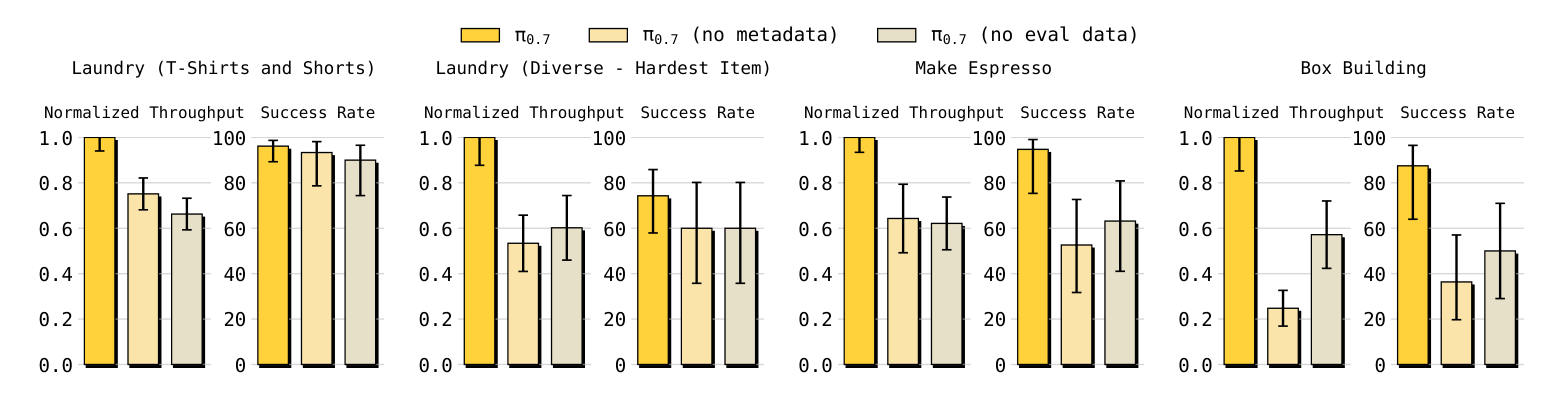 π0.7 π0.7 (no metadata) π0.7 (no eval data)
Laundry (T-Shirts and Shorts) Laundry (Diverse - Hardest Item) Make Espresso Box Building
Normalized Throughput Success Rate Normalized Throughput Success Rate Normalized Throughput Success Rate Normalized Throughput Success Rate
1.0 100 1.0 100 1.0 100 1.0 100
0.8 80 0.8 80 0.8 80 0.8 80
0.6 60 0.6 60 0.6 60 0.6 60
0.4 40 0.4 40 0.4 40 0.4 40
0.2 20 0.2 20 0.2 20 0.2 20
0.0 0 0.0 0 0.0 0 0.0 0